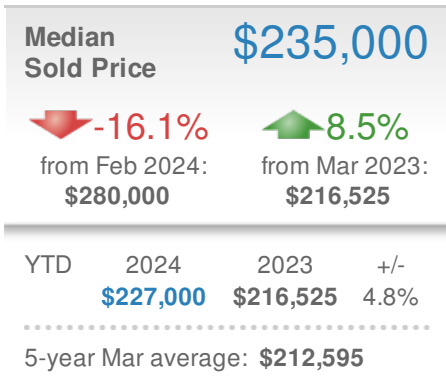 Median
Sold Price
$235,000
-16.1% 8.5%
from Feb 2024: from Mar 2023:
$280,000 $216,525
YTD 2024 2023 +/-
$227,000 $216,525 4.8%
5-year Mar average: $212,595